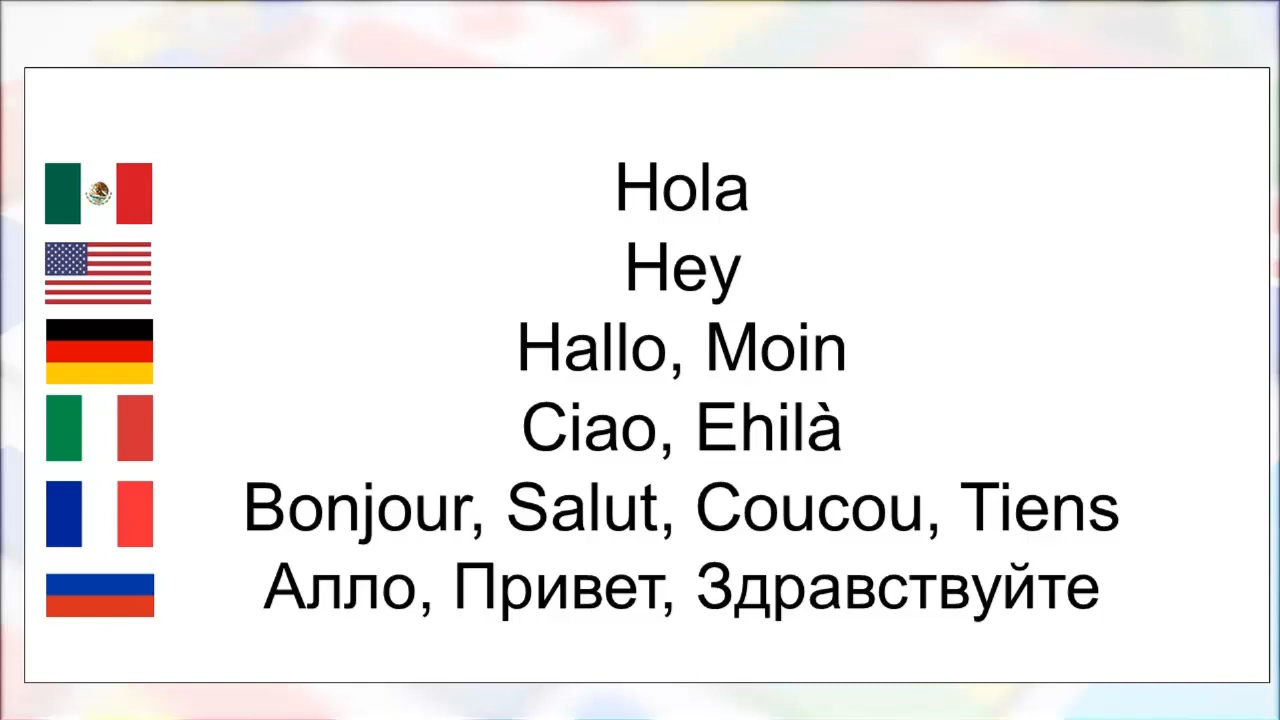 Hola
Hey
Hallo, Moin
Ciao, Ehilà
Bonjour, Salut, Coucou, Tiens
Алло, Привет, Здравствуйте